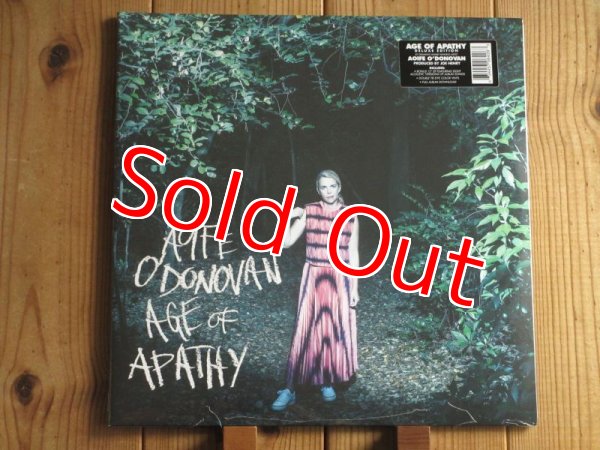 AGE OF APATHY
DELUXE EDITION
AOIFE O'DONOVAN
PRODUCED BY JOE HENRY
Sold Out
AOIFE
O'DONOVAN
AGE OF
APATHY